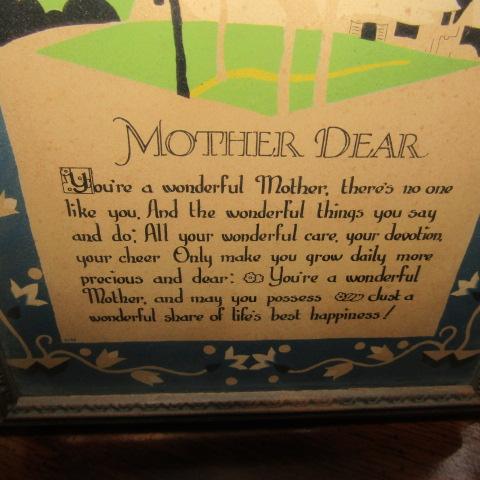 MOTHER DEAR
You're a wonderful Mother, there's no one
like you, And the wonderful things you say
and do; All your wonderful care, your devotion,
your cheer Only make you grow daily more
precious and dear: You're a wonderful
Mother, and may you possess Just a
wonderful share of life's best happiness!